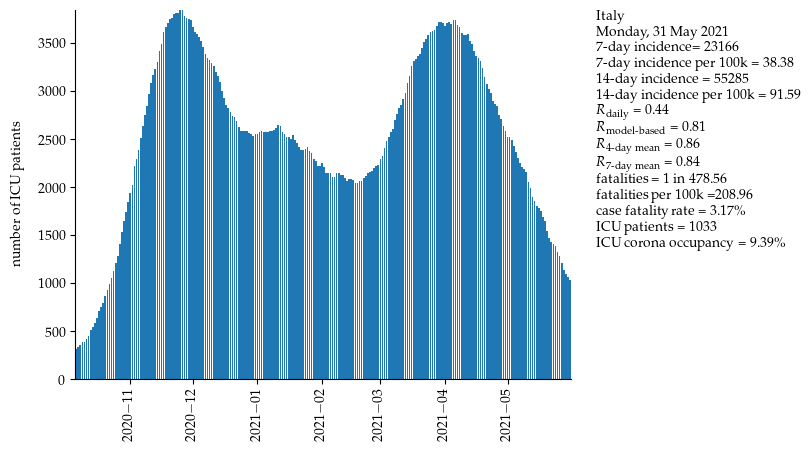 number of ICU patients
3500
3000
2500
2000
1500
1000
500
0
2020−11
2020−12
2021−01
2021−02
2021−03
2021−04
2021−05
Italy
Monday, 31 May 2021
7-day incidence= 23166
7-day incidence per 100k = 38.38
14-day incidence = 55285
14-day incidence per 100k = 91.59
R daily = 0.44
R model-based = 0.81
R 4-day mean = 0.86
R 7-day mean = 0.84
fatalities = 1 in 478.56
fatalities per 100k =208.96
case fatality rate = 3.17%
ICU patients = 1033
ICU corona occupancy = 9.39%